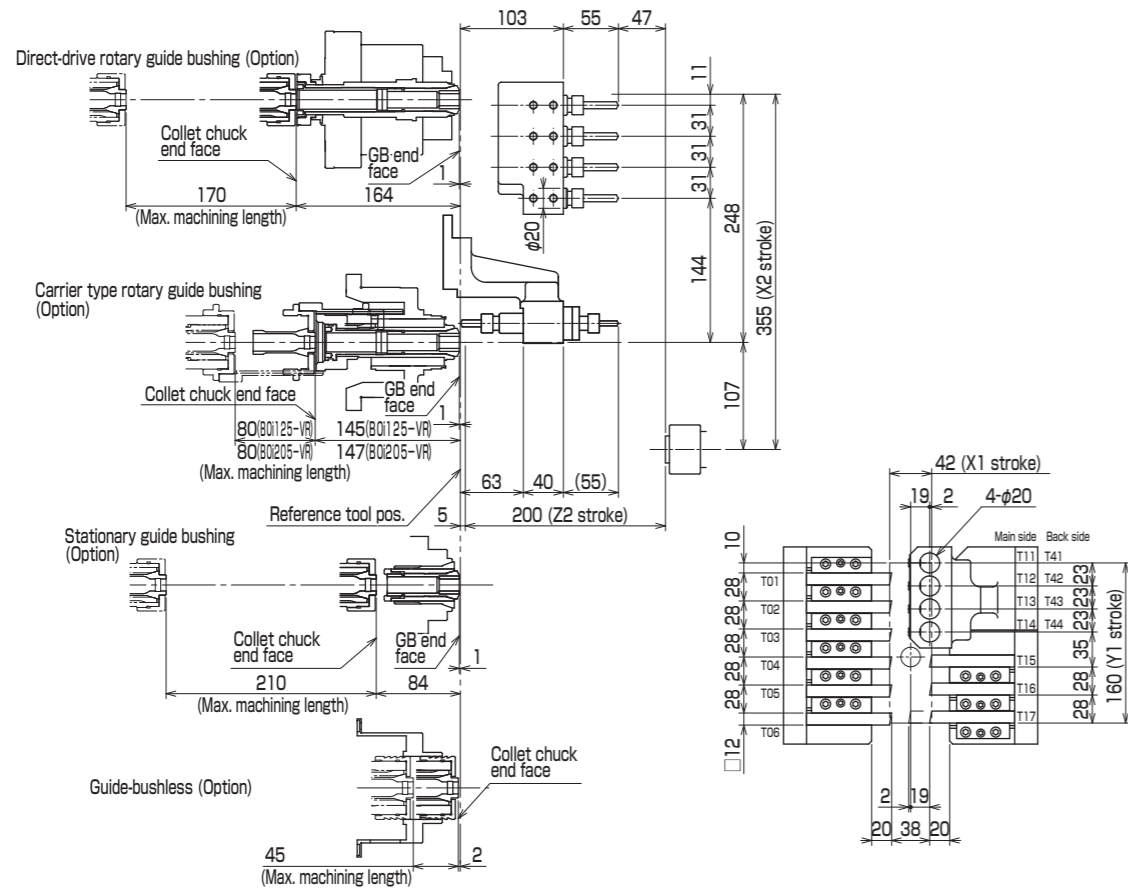 103
55
47
Direct-drive rotary guide bushing (Option)
11
31
31
31
Collet chuck
end face
GB end
face
1
170
(Max. machining length)
164
φ20
144
248
355 (X2 stroke)
Carrier type rotary guide bushing
(Option)
Collet chuck end face
GB end
face
1
107
80(B0i125-VR)
145(B0i125-VR)
80(B0i205-VR)
147(B0i205-VR)
(Max. machining length)
63
40
(55)
Reference tool pos.
5
200 (Z2 stroke)
Stationary guide bushing
(Option)
Collet chuck
end face
GB end
face
1
210
(Max. machining length)
84
Guide-bushless (Option)
Collet chuck
end face
45
(Max. machining length)
2
42 (X1 stroke)
19
2
4-φ20
Main side
Back side
10
T11
T41
T01
T12
T42
23
28
T02
T13
T43
23
28
T03
T14
T44
23
28
T04
T15
35
28
T05
T16
28
28
T06
T17
28
160 (Y1 stroke)
□12
2
19
20
38
20